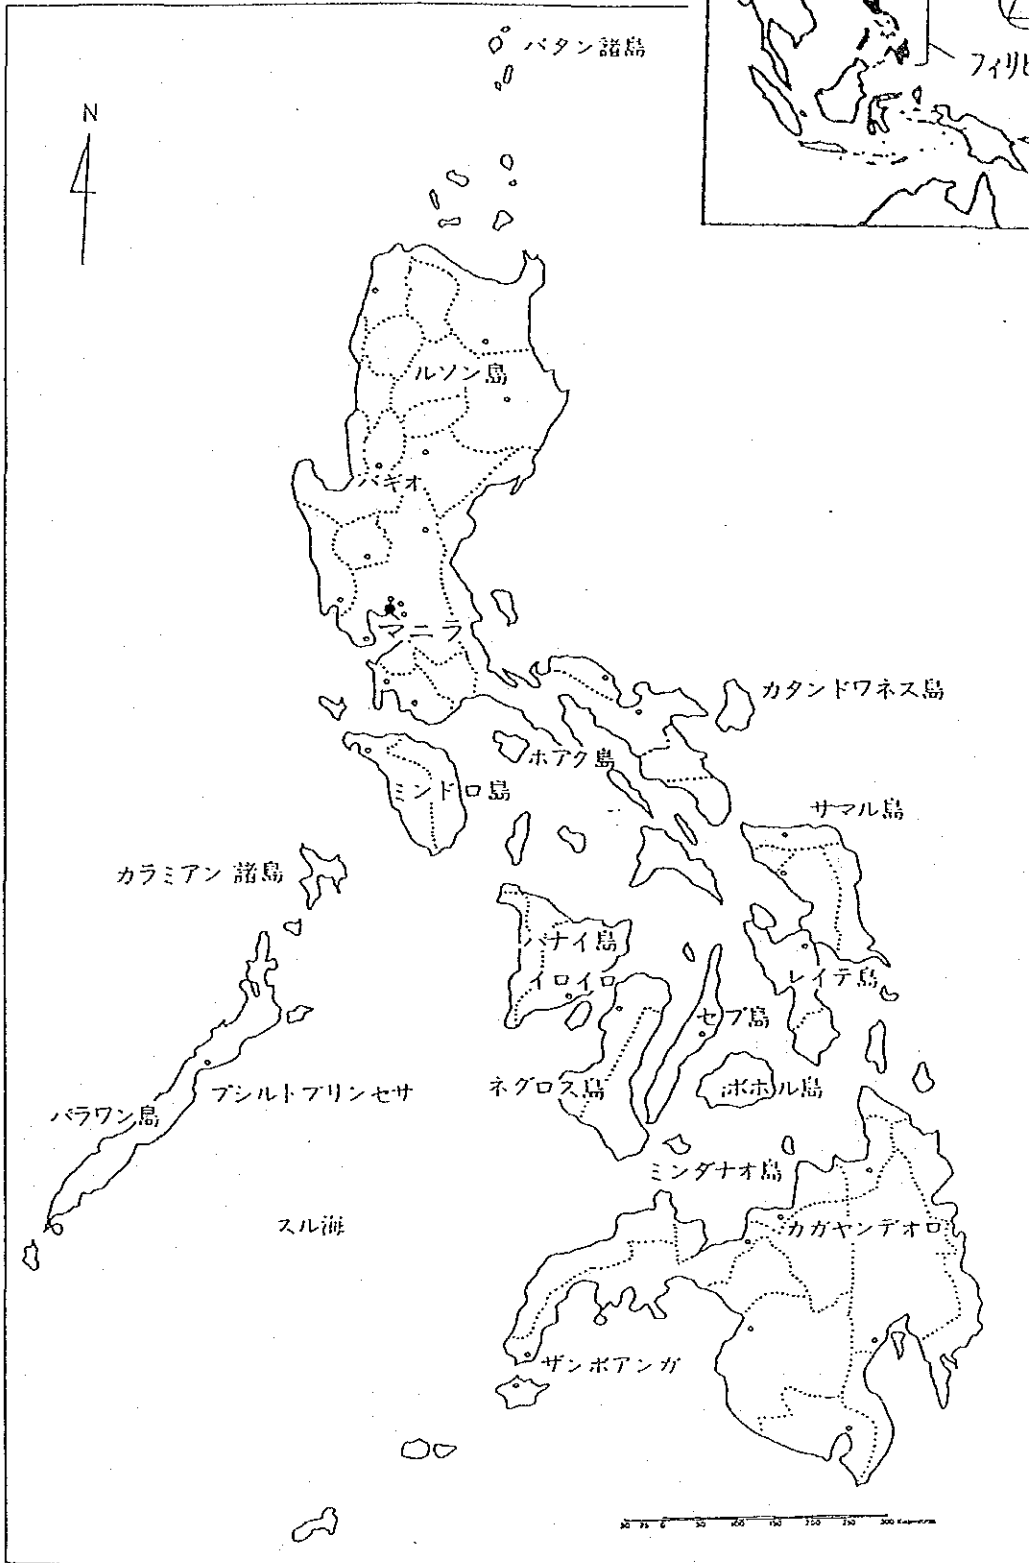 バタン諸島
フィリピ
N
ルソン島
バギオ
マニラ
カタンドワネス島
ホアク島
ミンドロ島
サマル島
カラミアン 諸島
パナイ島
イロイロ
レイテ島
セブ島
ネグロス島
ボホル島
プシルトプリンセサ
パラワン島
ミンダナオ島
スル海
カガヤンデオロ
ザンボアンガ